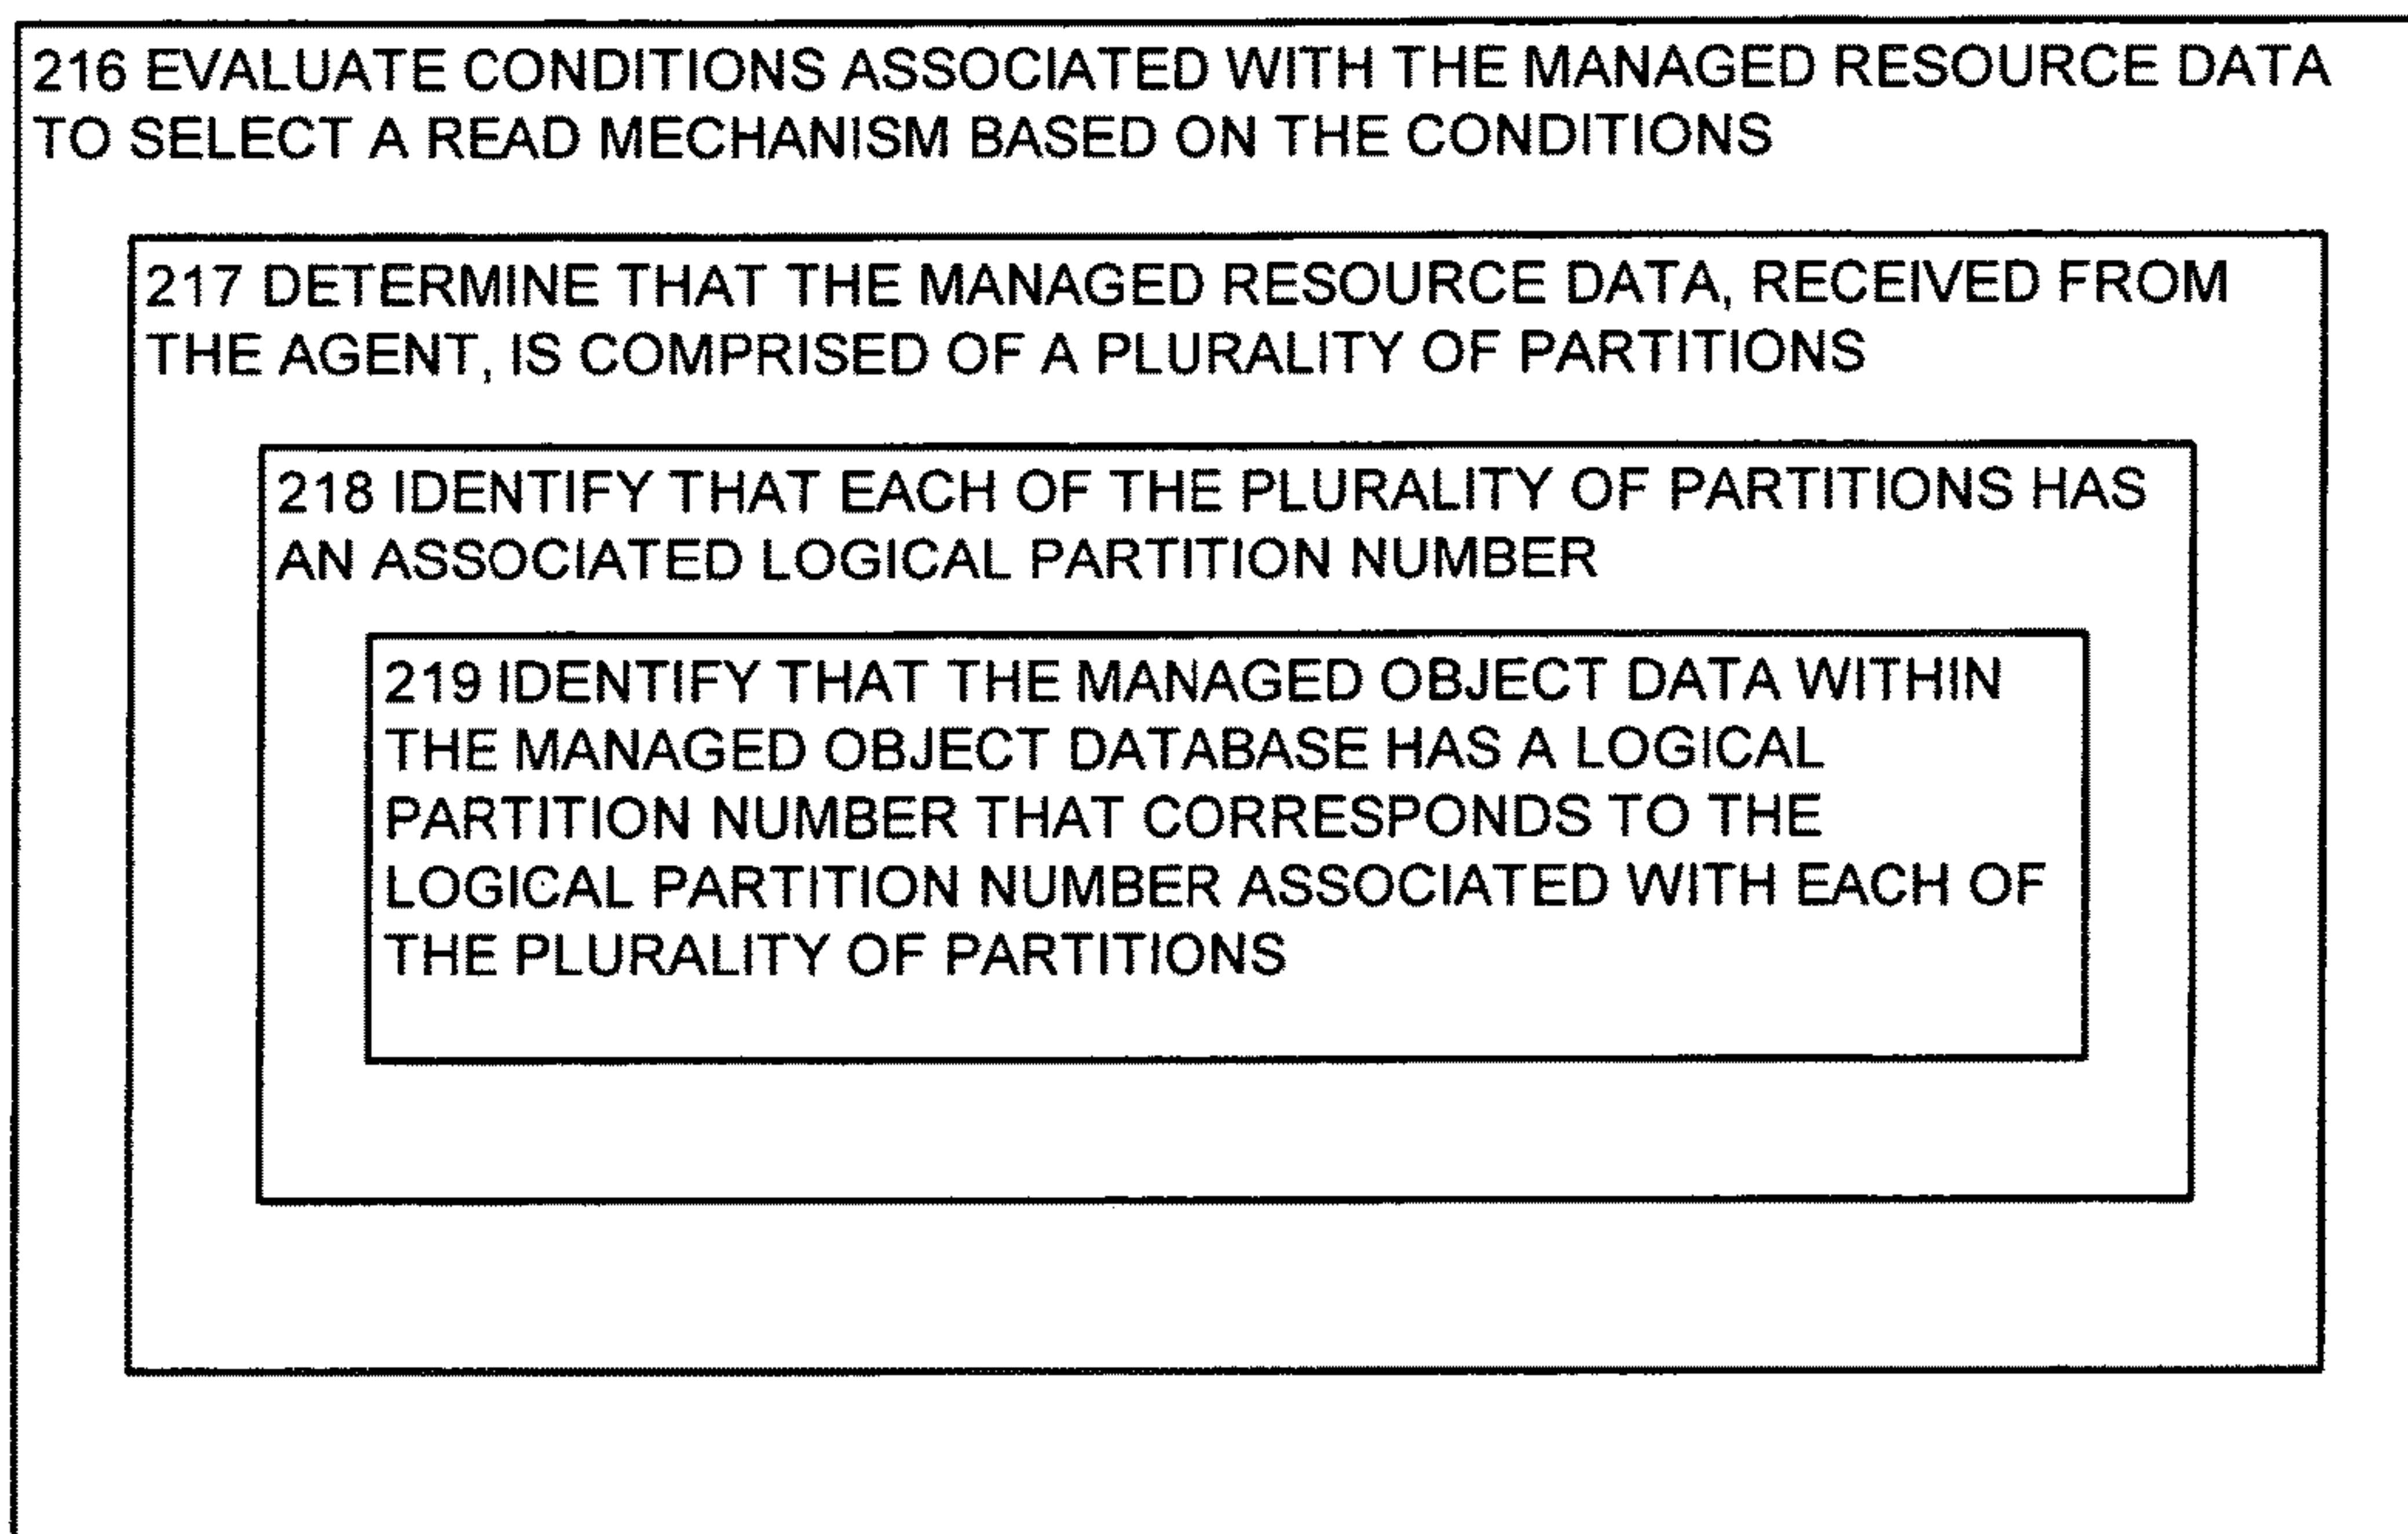 216 EVALUATE CONDITIONS ASSOCIATED WITH THE MANAGED RESOURCE DATA
TO SELECT A READ MECHANISM BASED ON THE CONDITIONS
217 DETERMINE THAT THE MANAGED RESOURCE DATA, RECEIVED FROM
THE AGENT, IS COMPRISED OF A PLURALITY OF PARTITIONS
218 IDENTIFY THAT EACH OF THE PLURALITY OF PARTITIONS HAS
AN ASSOCIATED LOGICAL PARTITION NUMBER
219 IDENTIFY THAT THE MANAGED OBJECT DATA WITHIN
THE MANAGED OBJECT DATABASE HAS A LOGICAL
PARTITION NUMBER THAT CORRESPONDS TO THE
LOGICAL PARTITION NUMBER ASSOCIATED WITH EACH OF
THE PLURALITY OF PARTITIONS